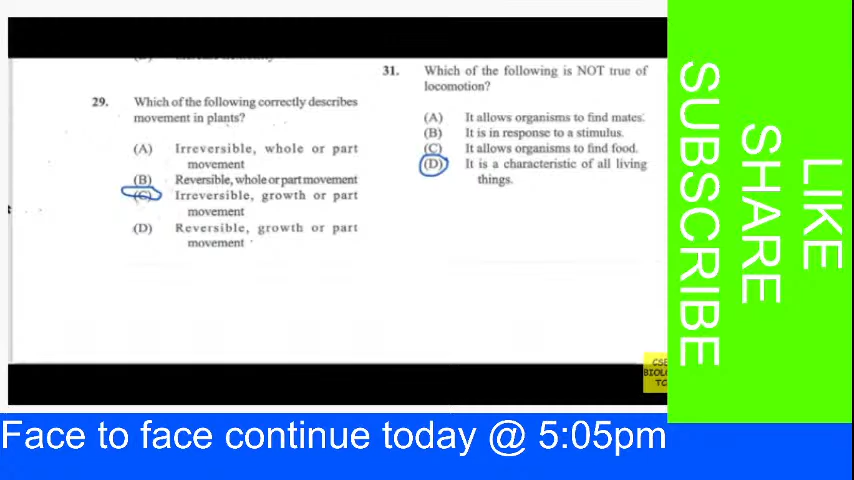 29. Which of the following correctly describes
movement in plants?
(A) Irreversible, whole or part
movement
(B) Reversible, whole or part movement
(C) Irreversible, growth or part
movement
(D) Reversible, growth or part
movement
31. Which of the following is NOT true of
locomotion?
(A) It allows organisms to find mates.
(B) It is in response to a stimulus.
(C) It allows organisms to find food.
(D) It is a characteristic of all living
things.
LIKE
SHARE
SUBSCRIBE
Face to face continue today @ 5:05pm